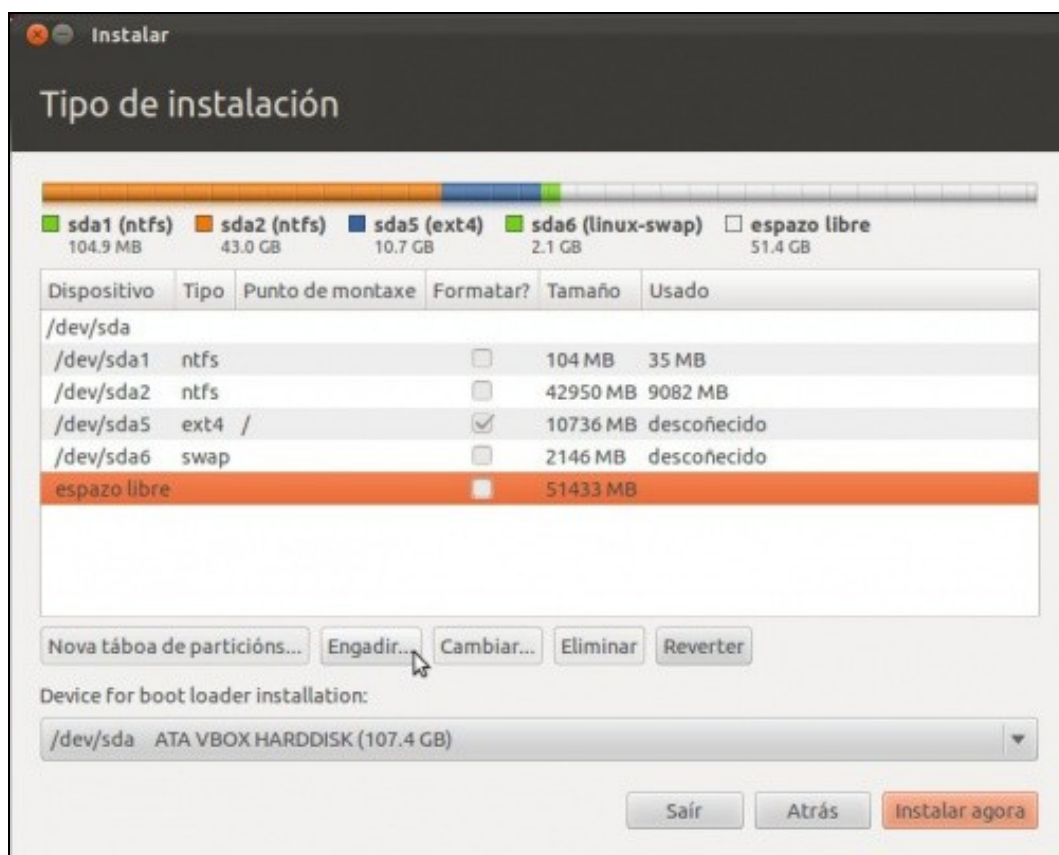 Instalar
Tipo de instalación
sda1 (ntfs) sda2 (ntfs) sda5 (ext4) sda6 (linux-swap) espazo libre
104.9 MB 43.0 GB 10.7 GB 2.1 GB 51.4 GB
Dispositivo Tipo Punto de montaxe Formatar? Tamaño Usado
/dev/sda
/dev/sda1 ntfs 104 MB 35 MB
/dev/sda2 ntfs 42950 MB 9082 MB
/dev/sda5 ext4 / 10736 MB descoñecido
/dev/sda6 swap 2146 MB descoñecido
espazo libre 51433 MB
Nova táboa de particións... Engadir... Cambiar... Eliminar Reverter
Device for boot loader installation:
/dev/sda ATA VBOX HARDDISK (107.4 GB)
Saír Atrás Instalar agora